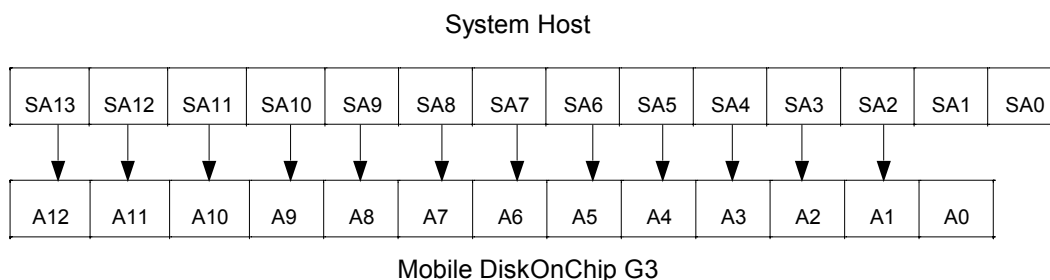 System Host
SA13 SA12 SA11 SA10 SA9 SA8 SA7 SA6 SA5 SA4 SA3 SA2 SA1 SA0
A12 A11 A10 A9 A8 A7 A6 A5 A4 A3 A2 A1 A0
Mobile DiskOnChip G3